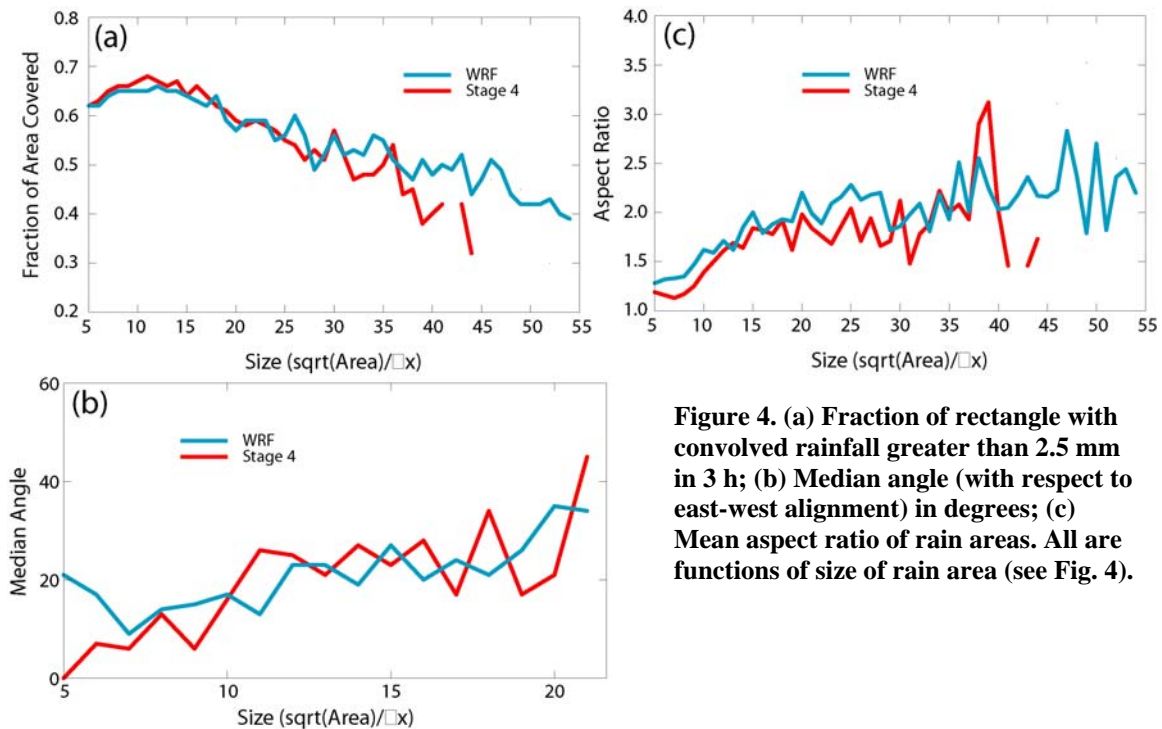 (a)
WRF
Stage 4
Fraction of Area Covered
0.8
0.7
0.6
0.5
0.4
0.3
0.2
5 10 15 20 25 30 35 40 45 50 55
Size (sqrt(Area)/□x)
(c)
WRF
Stage 4
Aspect Ratio
4.0
3.5
3.0
2.5
2.0
1.5
1.0
5 10 15 20 25 30 35 40 45 50 55
Size (sqrt(Area)/□x)
(b)
WRF
Stage 4
Median Angle
60
40
20
0
5 10 15 20
Size (sqrt(Area)/□x)
Figure 4. (a) Fraction of rectangle with
convolved rainfall greater than 2.5 mm
in 3 h; (b) Median angle (with respect to
east-west alignment) in degrees; (c)
Mean aspect ratio of rain areas. All are
functions of size of rain area (see Fig. 4).